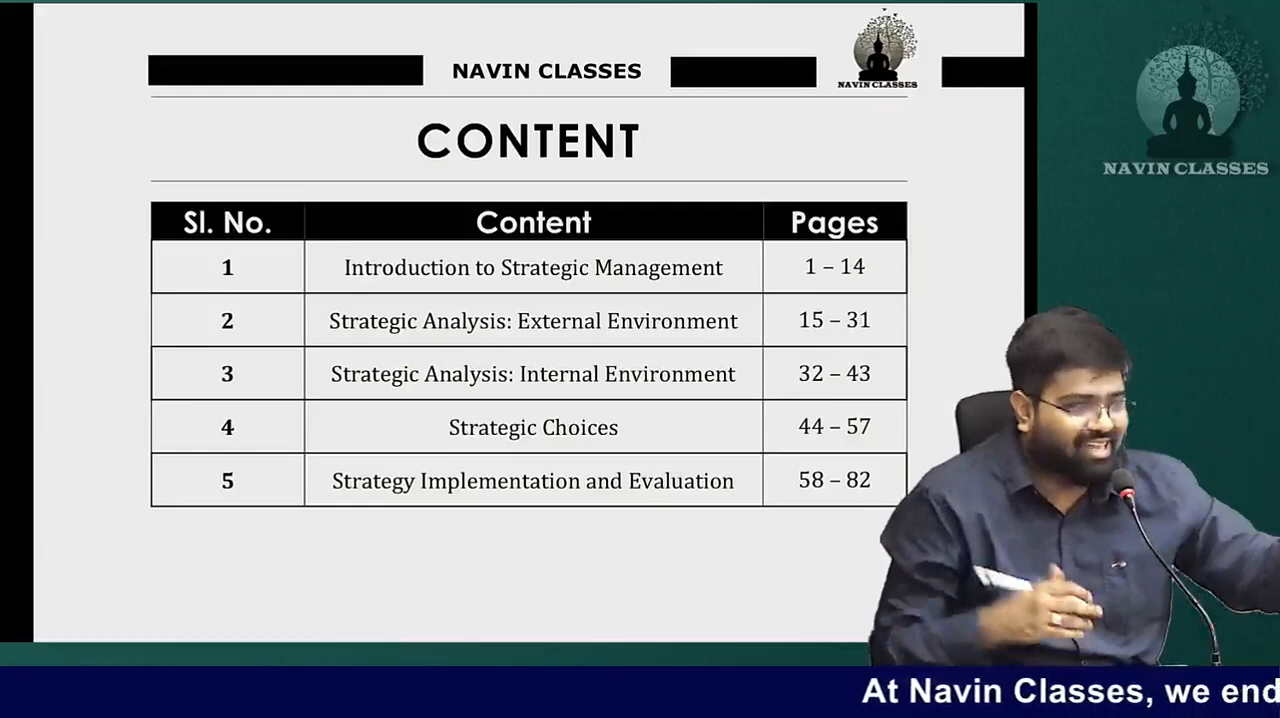 NAVIN CLASSES
NAVIN CLASSES
NAVIN CLASSES
CONTENT
Sl. No. Content Pages
1 Introduction to Strategic Management 1 – 14
2 Strategic Analysis: External Environment 15 – 31
3 Strategic Analysis: Internal Environment 32 – 43
4 Strategic Choices 44 – 57
5 Strategy Implementation and Evaluation 58 – 82
At Navin Classes, we end